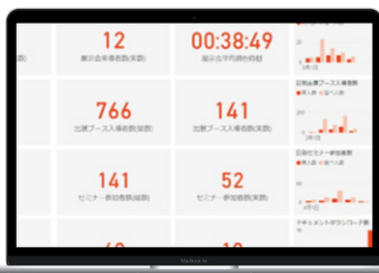 12
展示会来場者数(実数)
00:38:49
展示会平均滞在時間
766
出展ブース入場者数(総数)
141
出展ブース入場者数(実数)
141
セミナー参加者数(総数)
52
セミナー参加者数(実数)
日別出展ブース入場者数
日別セミナー参加者数
ドキュメントダウンロード数
MacBook Air